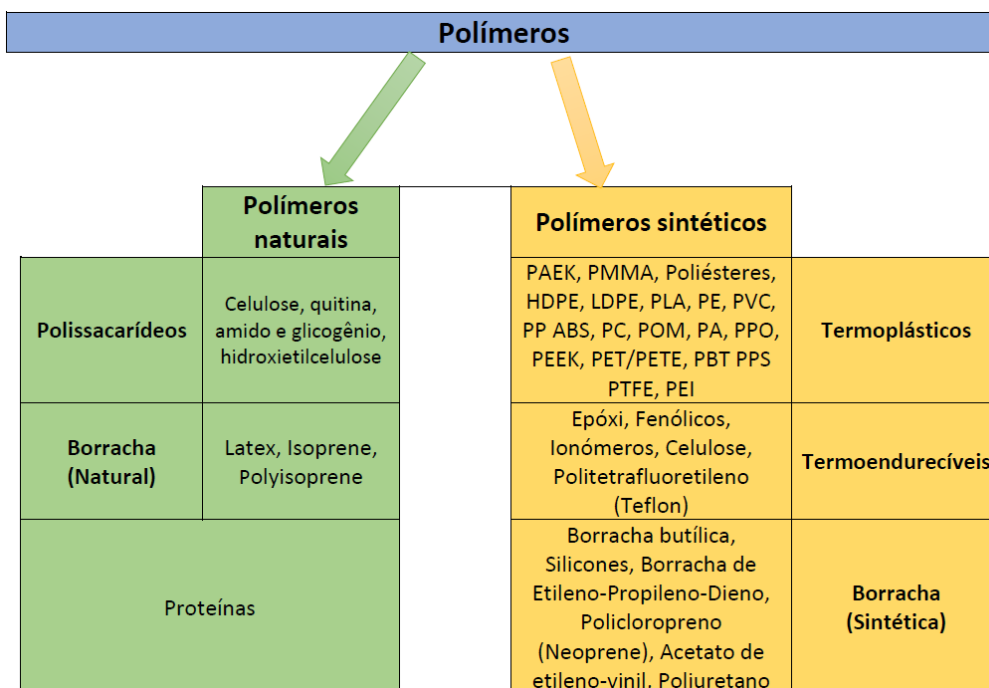 Polímeros
Polímeros
naturais
Polímeros sintéticos
Polissacarídeos
Celulose, quitina,
amido e glicogênio,
hidroxietilcelulose
PAEK, PMMA, Poliésteres,
HDPE, LDPE, PLA, PE, PVC,
PP ABS, PC, POM, PA, PPO,
PEEK, PET/PETE, PBT PPS
PTFE, PEI
Termoplásticos
Borracha
(Natural)
Latex, Isoprene,
Polyisoprene
Epóxi, Fenólicos,
Ionómeros, Celulose,
Politetrafluoretileno
(Teflon)
Termoendurecíveis
Proteínas
Borracha butílica,
Silicones, Borracha de
Etileno-Propileno-Dieno,
Policloropreno
(Neoprene), Acetato de
etileno-vinil, Poliuretano
Borracha
(Sintética)